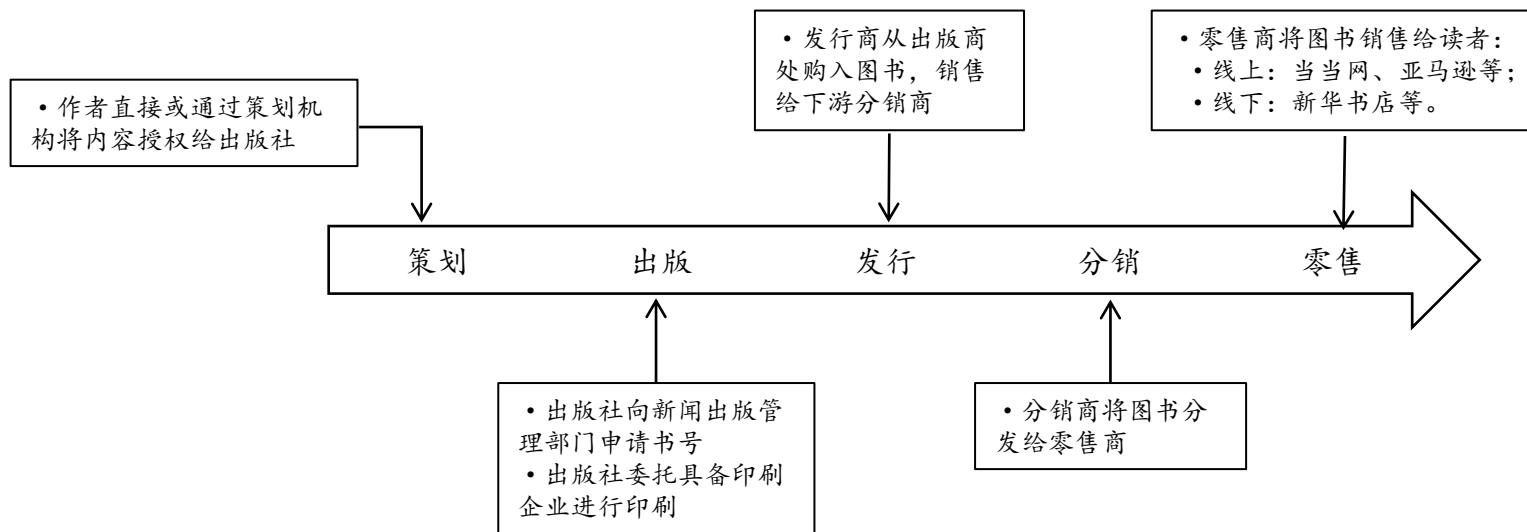 • 作者直接或通过策划机
构将内容授权给出版社
• 发行商从出版商
处购入图书，销售
给下游分销商
• 零售商将图书销售给读者：
• 线上：当当网、亚马逊等；
• 线下：新华书店等。
策划 出版 发行 分销 零售
• 出版社向新闻出版管
理部门申请书号
• 出版社委托具备印刷
企业进行印刷
• 分销商将图书分
发给零售商